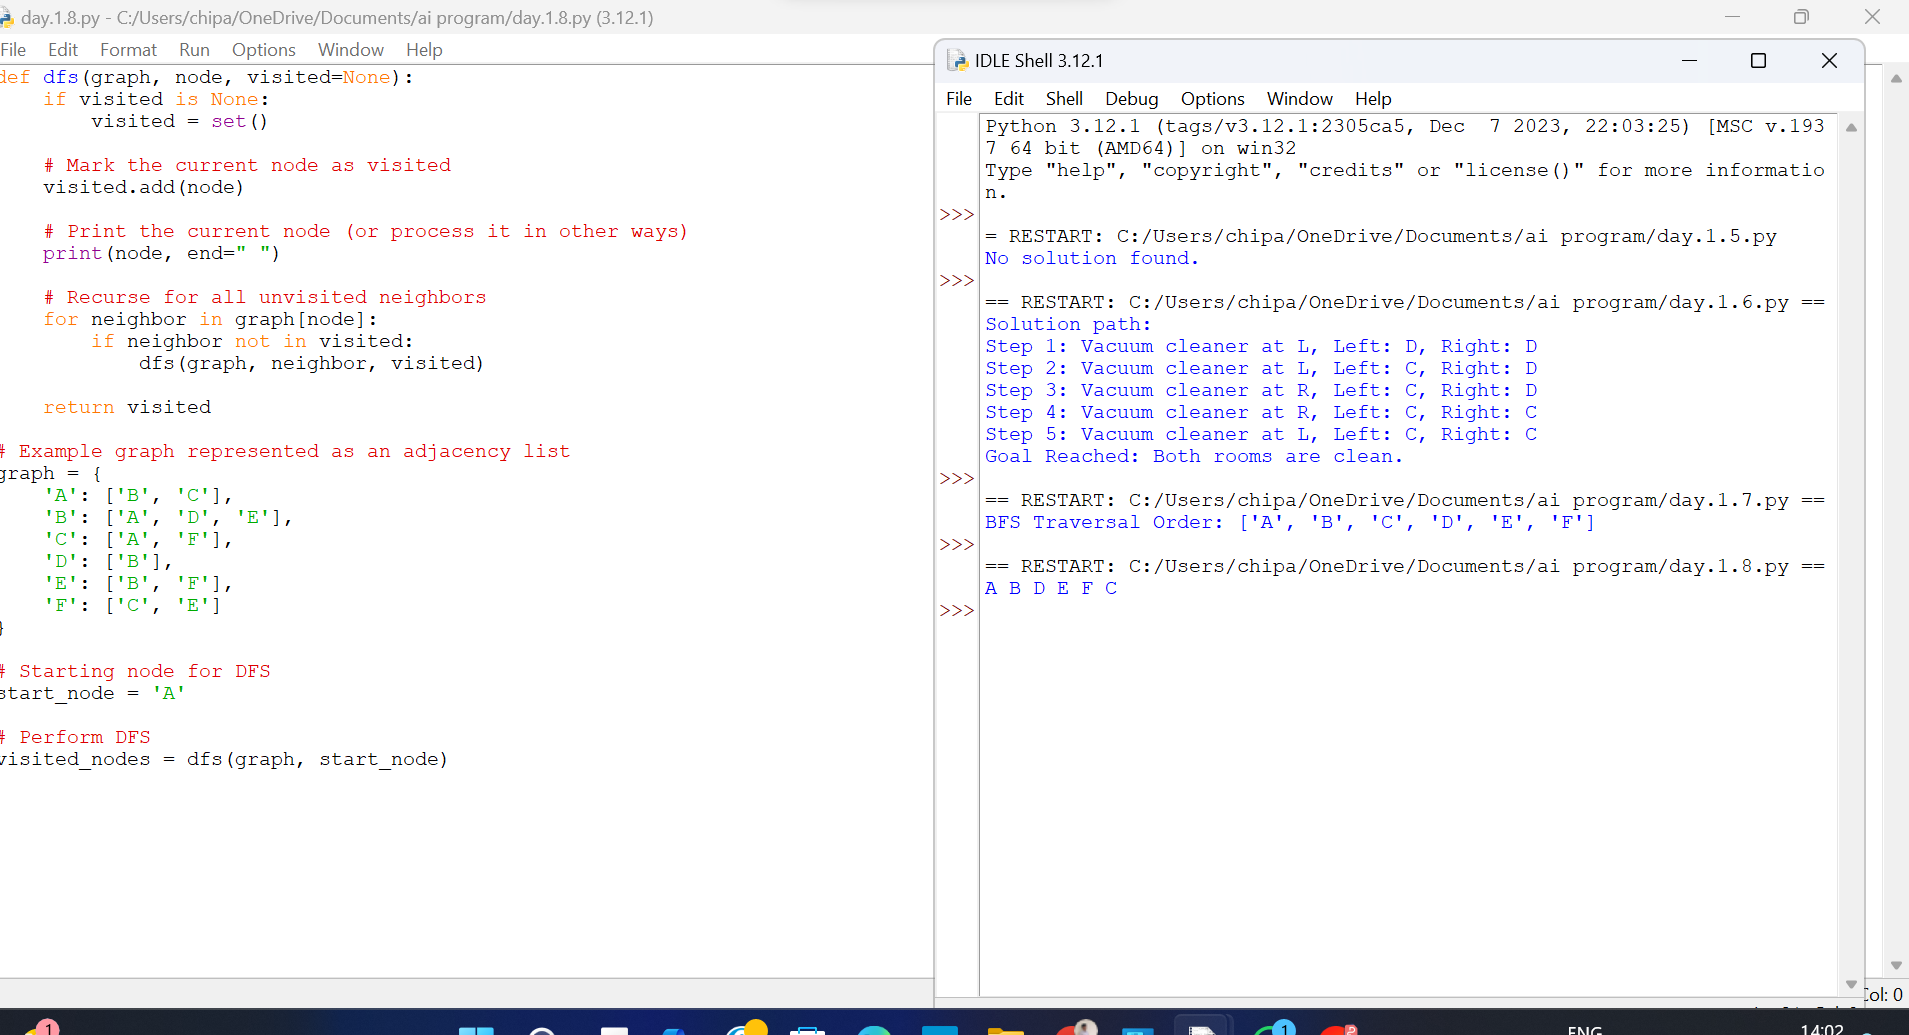 day.1.8.py - C:/Users/chipa/OneDrive/Documents/ai program/day.1.8.py (3.12.1)
File Edit Format Run Options Window Help
def dfs(graph, node, visited=None):
    if visited is None:
        visited = set()
    # Mark the current node as visited
    visited.add(node)
    # Print the current node (or process it in other ways)
    print(node, end=" ")
    # Recurse for all unvisited neighbors
    for neighbor in graph[node]:
        if neighbor not in visited:
            dfs(graph, neighbor, visited)
    return visited
# Example graph represented as an adjacency list
graph = {
    'A': ['B', 'C'],
    'B': ['A', 'D', 'E'],
    'C': ['A', 'F'],
    'D': ['B'],
    'E': ['B', 'F'],
    'F': ['C', 'E']
}
# Starting node for DFS
start_node = 'A'
# Perform DFS
visited_nodes = dfs(graph, start_node)
IDLE Shell 3.12.1
File Edit Shell Debug Options Window Help
Python 3.12.1 (tags/v3.12.1:2305ca5, Dec  7 2023, 22:03:25) [MSC v.193
7 64 bit (AMD64)] on win32
Type "help", "copyright", "credits" or "license()" for more informatio
n.
>>>
= RESTART: C:/Users/chipa/OneDrive/Documents/ai program/day.1.5.py
No solution found.
>>>
== RESTART: C:/Users/chipa/OneDrive/Documents/ai program/day.1.6.py ==
Solution path:
Step 1: Vacuum cleaner at L, Left: D, Right: D
Step 2: Vacuum cleaner at L, Left: C, Right: D
Step 3: Vacuum cleaner at R, Left: C, Right: D
Step 4: Vacuum cleaner at R, Left: C, Right: C
Step 5: Vacuum cleaner at L, Left: C, Right: C
Goal Reached: Both rooms are clean.
>>>
== RESTART: C:/Users/chipa/OneDrive/Documents/ai program/day.1.7.py ==
BFS Traversal Order: ['A', 'B', 'C', 'D', 'E', 'F']
>>>
== RESTART: C:/Users/chipa/OneDrive/Documents/ai program/day.1.8.py ==
A B D E F C
>>>
Col: 0
1
1
ENG
14:02